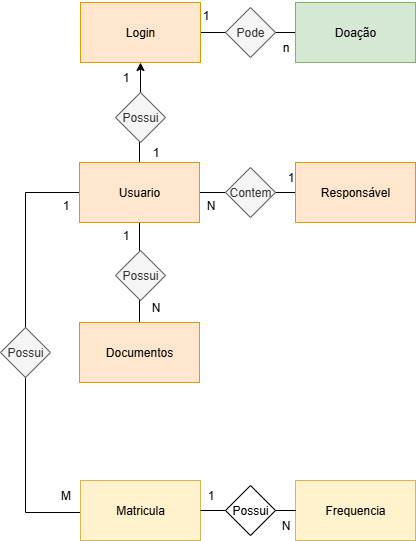 Login
1
Pode
n
Doação
1
Possui
1
Usuario
N
Contem
1
Responsável
1
1
Possui
N
Documentos
Possui
M
Matricula
1
Possui
N
Frequencia